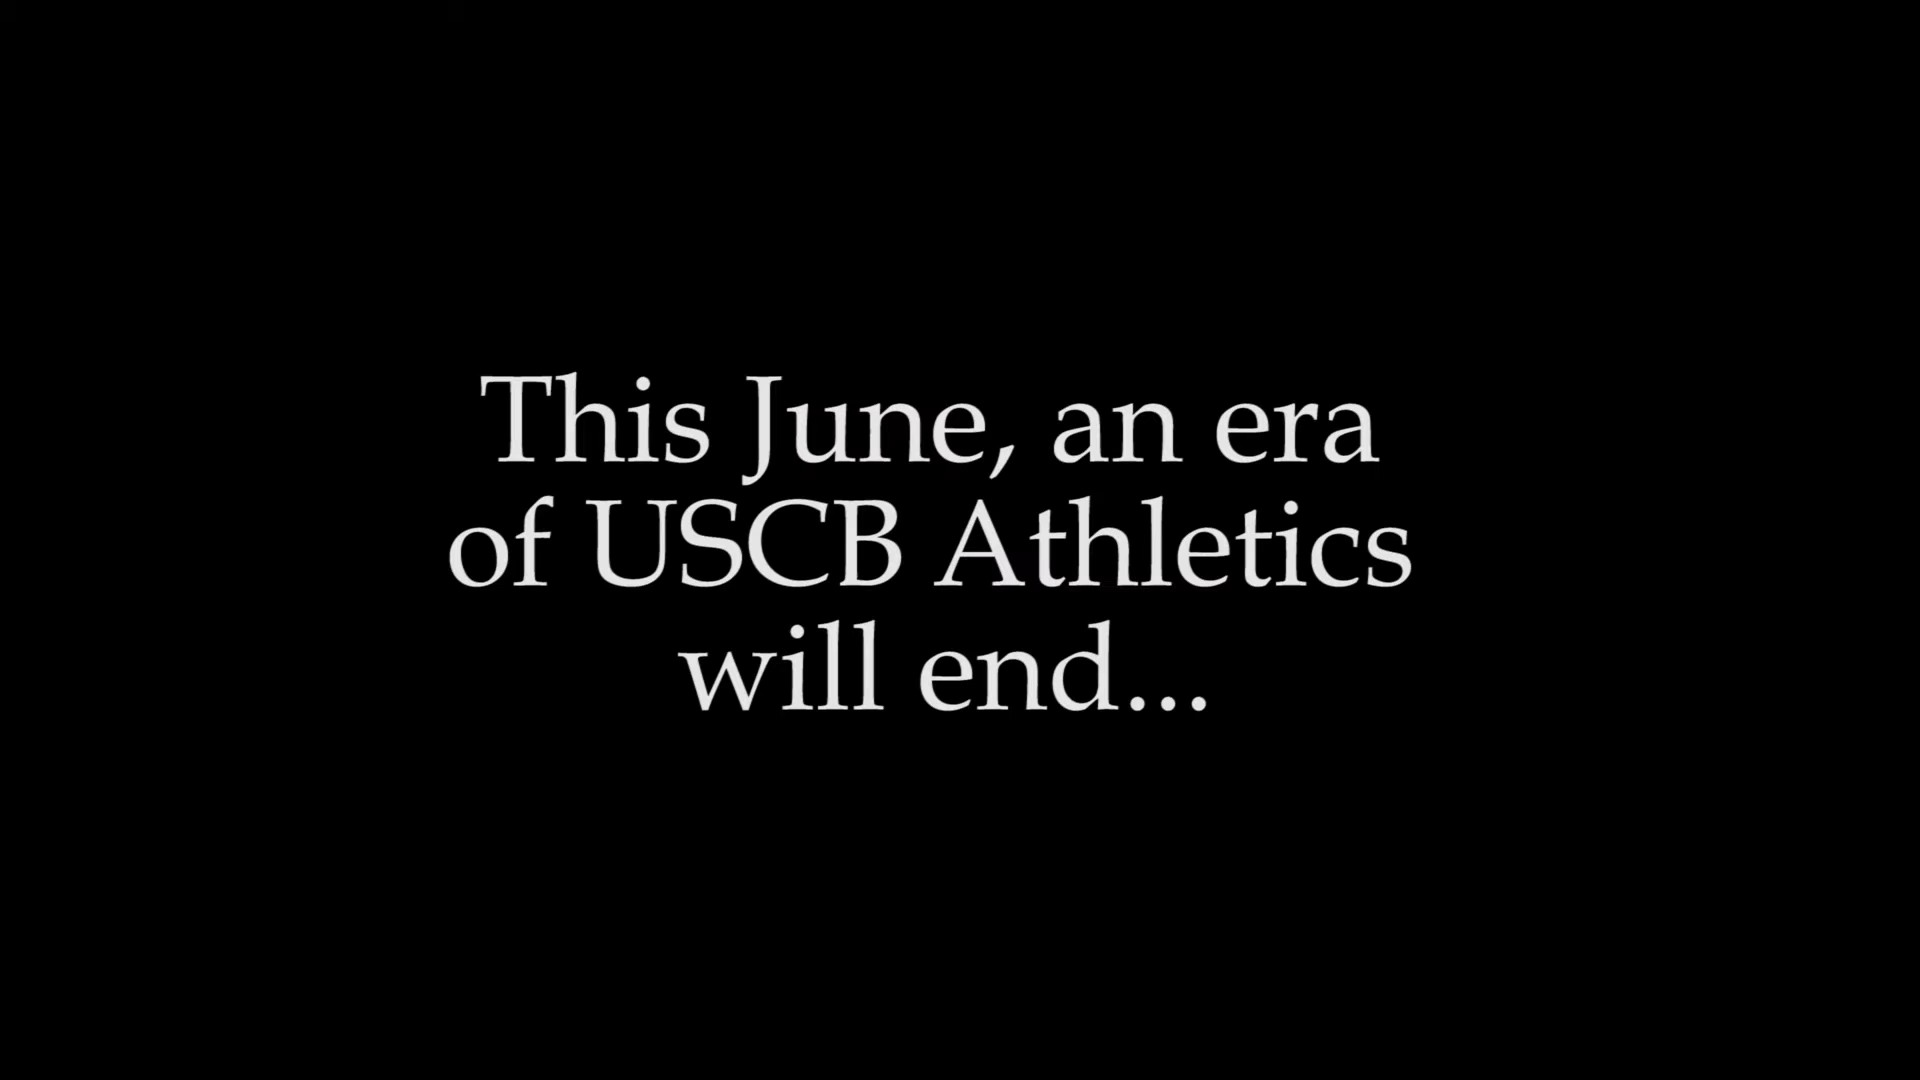 This June, an era
of USCB Athletics
will end...